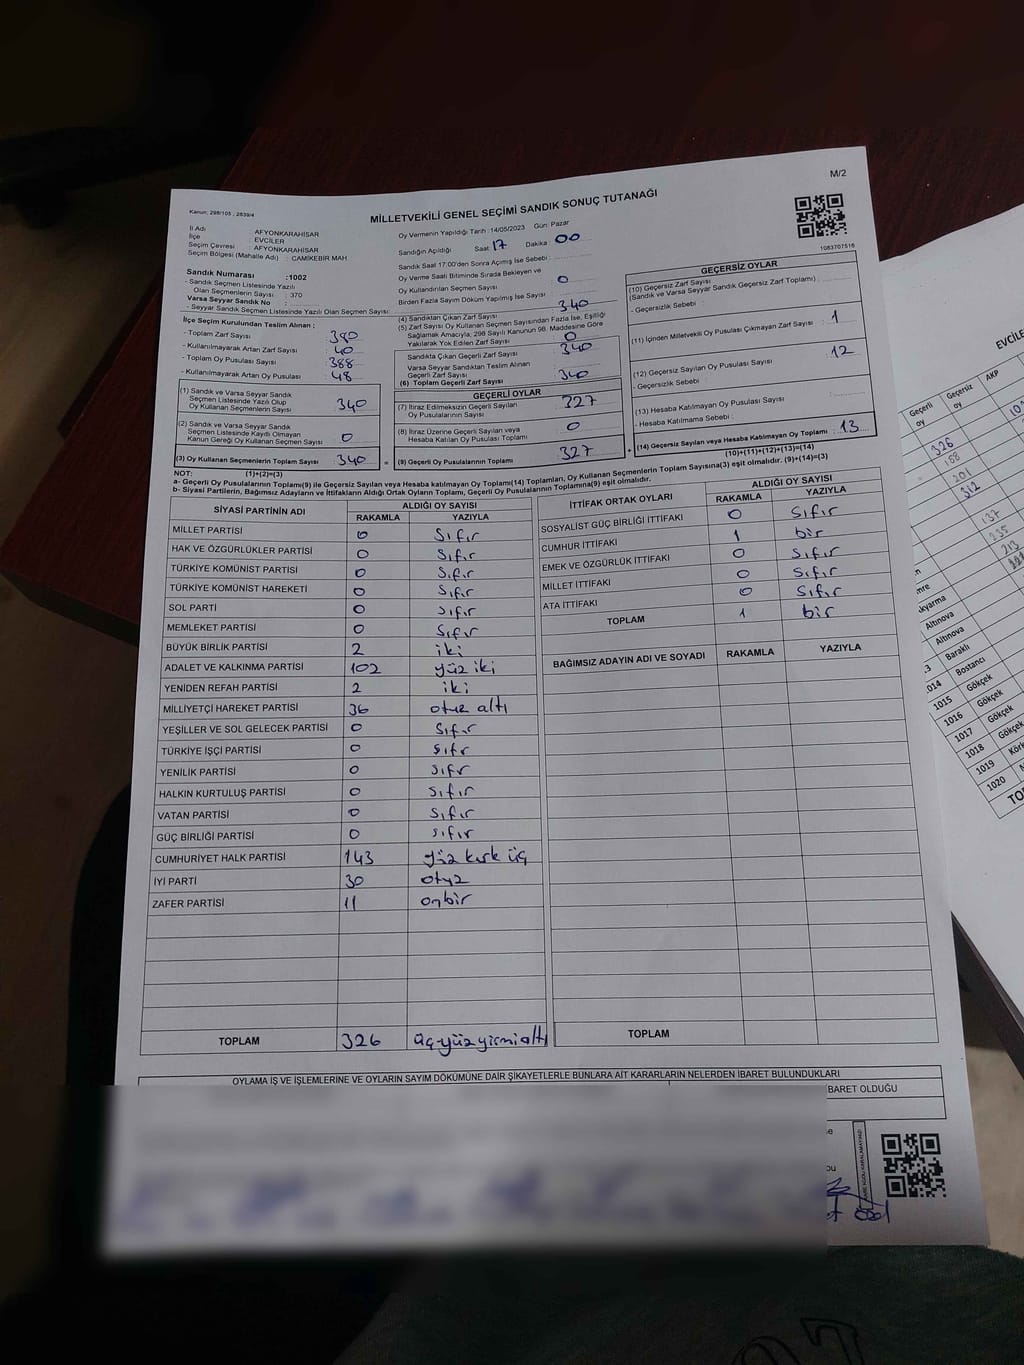 M/2
MİLLETVEKİLİ GENEL SEÇİMİ SANDIK SONUÇ TUTANAĞI
Kanun; 298/105 ; 2839/4
İl Adı : AFYONKARAHİSAR
İlçe : EVCİLER
Seçim Çevresi : AFYONKARAHİSAR
Seçim Bölgesi (Mahalle Adı) : CAMİKEBİR MAH.
Sandık Numarası :1002
- Sandık Seçmen Listesinde Yazılı
Olan Seçmenlerin Sayısı : 370
Varsa Seyyar Sandık No :
- Seyyar Sandık Seçmen Listesinde Yazılı Olan Seçmen Sayısı:
İlçe Seçim Kurulundan Teslim Alınan :
- Toplam Zarf Sayısı : 380
- Kullanılmayarak Artan Zarf Sayısı : 40
- Toplam Oy Pusulası Sayısı : 388
- Kullanılmayarak Artan Oy Pusulası : 48
(1) Sandık ve Varsa Seyyar Sandık
Seçmen Listesinde Yazılı Olup
Oy Kullanan Seçmenlerin Sayısı : 340
(2) Sandık ve Varsa Seyyar Sandık
Seçmen Listesinde Kayıtlı Olmayan
Kanun Gereği Oy Kullanan Seçmen Sayısı : 0
(3) Oy Kullanan Seçmenlerin Toplam Sayısı : 340
(1)+(2)=(3)
Oy Vermenin Yapıldığı Tarih :14/05/2023 Gün: Pazar
Sandığın Açıldığı Saat 17 Dakika 00
Sandık Saat 17:00'den Sonra Açımış İse Sebebi :
Oy Verme Saati Bitiminde Sırada Bekleyen ve
Oy Kullandırılan Seçmen Sayısı : 0
Birden Fazla Sayım Döküm Yapılmış İse Sayısı :
(4) Sandıktan Çıkan Zarf Sayısı : 340
(5) Zarf Sayısı Oy Kullanan Seçmen Sayısından Fazla İse, Eşitliği
Sağlamak Amacıyla; 298 Sayılı Kanunun 98. Maddesine Göre
Yakılarak Yok Edilen Zarf Sayısı : 0
Sandıkta Çıkan Geçerli Zarf Sayısı : 340
Varsa Seyyar Sandıktan Teslim Alınan
Geçerli Zarf Sayısı :
(6) Toplam Geçerli Zarf Sayısı : 340
GEÇERLİ OYLAR
(7) İtiraz Edilmeksizin Geçerli Sayılan
Oy Pusulalarının Sayısı : 327
(8) İtiraz Üzerine Geçerli Sayılan veya
Hesaba Katılan Oy Pusulası Toplamı : 0
= (9) Geçerli Oy Pusulalarının Toplamı : 327
1083707516
GEÇERSİZ OYLAR
(10) Geçersiz Zarf Sayısı
(Sandık ve Varsa Seyyar Sandık Geçersiz Zarf Toplamı) :
- Geçersizlik Sebebi :
(11) İçinden Milletvekili Oy Pusulası Çıkmayan Zarf Sayısı : 1
(12) Geçersiz Sayılan Oy Pusulası Sayısı : 12
- Geçersizlik Sebebi :
(13) Hesaba Katılmayan Oy Pusulası Sayısı :
- Hesaba Katılmama Sebebi :
+ (14) Geçersiz Sayılan veya Hesaba Katılmayan Oy Toplamı : 13
(10)+(11)+(12)+(13)=(14)
NOT:
a- Geçerli Oy Pusulalarının Toplamı(9) ile Geçersiz Sayılan veya Hesaba katılmayan Oy Toplamı(14) Toplamları, Oy Kullanan Seçmenlerin Toplam Sayısına(3) eşit olmalıdır. (9)+(14)=(3)
b- Siyasi Partilerin, Bağımsız Adayların ve İttifakların Aldığı Ortak Oyların Toplamı, Geçerli Oy Pusulalarının Toplamına(9) eşit olmalıdır.
SİYASİ PARTİNİN ADI
ALDIĞI OY SAYISI
RAKAMLA YAZIYLA
MİLLET PARTİSİ 0 Sıfır
HAK VE ÖZGÜRLÜKLER PARTİSİ 0 Sıfır
TÜRKİYE KOMÜNİST PARTİSİ 0 Sıfır
TÜRKİYE KOMÜNİST HAREKETİ 0 Sıfır
SOL PARTİ 0 sıfır
MEMLEKET PARTİSİ 0 Sıfır
BÜYÜK BİRLİK PARTİSİ 2 iki
ADALET VE KALKINMA PARTİSİ 102 yüz iki
YENİDEN REFAH PARTİSİ 2 iki
MİLLİYETÇİ HAREKET PARTİSİ 36 otuz altı
YEŞİLLER VE SOL GELECEK PARTİSİ 0 Sıfır
TÜRKİYE İŞÇİ PARTİSİ 0 Sıfır
YENİLİK PARTİSİ 0 Sıfır
HALKIN KURTULUŞ PARTİSİ 0 Sıfır
VATAN PARTİSİ 0 Sıfır
GÜÇ BİRLİĞİ PARTİSİ 0 sıfır
CUMHURİYET HALK PARTİSİ 143 yüz kırk üç
İYİ PARTİ 30 otuz
ZAFER PARTİSİ 11 onbir
TOPLAM 326 üç-yüz yirmi altı
İTTİFAK ORTAK OYLARI
ALDIĞI OY SAYISI
RAKAMLA YAZIYLA
SOSYALİST GÜÇ BİRLİĞİ İTTİFAKI 0 Sıfır
CUMHUR İTTİFAKI 1 bir
EMEK VE ÖZGÜRLÜK İTTİFAKI 0 Sıfır
MİLLET İTTİFAKI 0 Sıfır
ATA İTTİFAKI 0 Sıfır
TOPLAM 1 bir
BAĞIMSIZ ADAYIN ADI VE SOYADI RAKAMLA YAZIYLA
TOPLAM
OYLAMA İŞ VE İŞLEMLERİNE VE OYLARIN SAYIM DÖKÜMÜNE DAİR ŞİKAYETLERLE BUNLARA AİT KARARLARIN NELERDEN İBARET BULUNDUKLARI
BARET OLDUĞU
EVCİLE
Geçerli oy
Geçersiz oy
AKP
326
158
201
312
137
235
213
Altınova
Altınova
Baraklı
014 Bostancı
1015 Gökçek
1016 Gökçek
1017 Gökçe
1018 Gökçe
1019 Kör
1020
TO